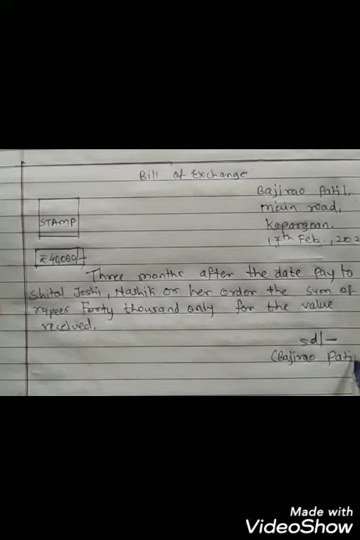 Bill of Exchange
Bajirao Patil,
STAMP
Main road,
Kopargaon.
17th Feb.,202
₹40000/-
Three months after the date pay to
Shital Joshi, Nashik or her order the sum of
rupees Forty thousand only for the value
received.
sd/-
(Bajirao Pati
Made with
VideoShow